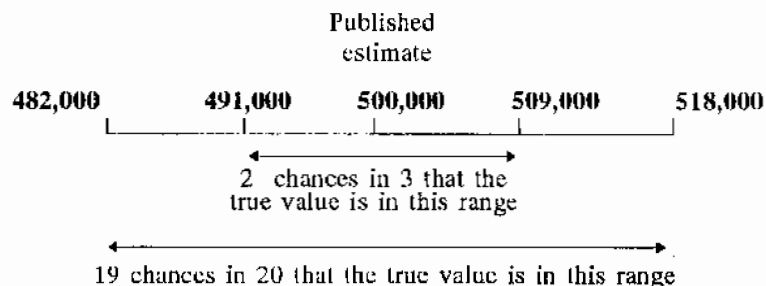 Published
estimate
482,000 491,000 500,000 509,000 518,000
2 chances in 3 that the
true value is in this range
19 chances in 20 that the true value is in this range